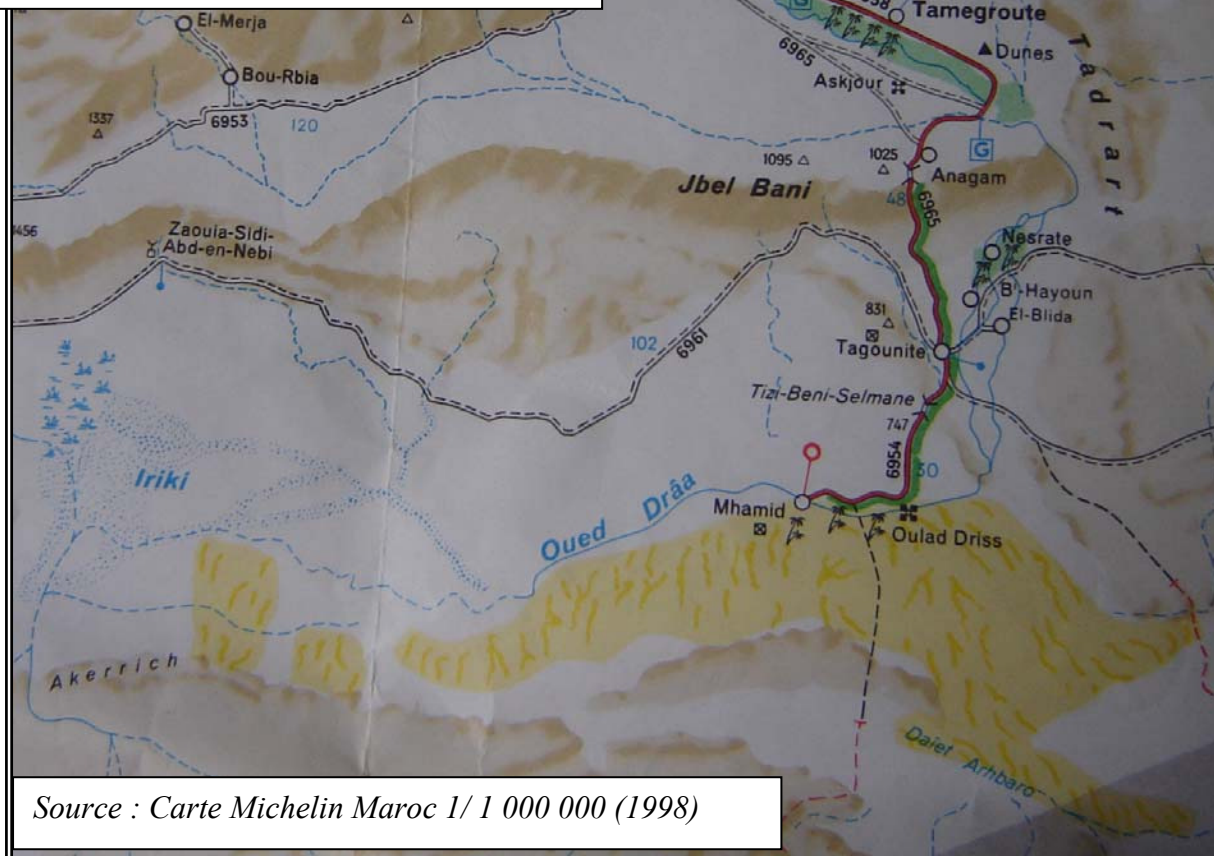 El-Merja
Tamegroute
Dunes
6965
Bou-Rbia
Askjour
Tadrart
1337
6953
120
G
1095
1025
Anagam
Jbel Bani
48
6965
1456
Zaouia-Sidi-
Abd-en-Nebi
Nesrate
B-Hayoun
831
El-Blida
102
6961
Tagounite
Tizi-Beni-Selmane
747
Iriki
6954
30
Oued Drâa
Mhamid
Oulad Driss
Akerrich
Daïet Arhbaro
Source : Carte Michelin Maroc 1/ 1 000 000 (1998)